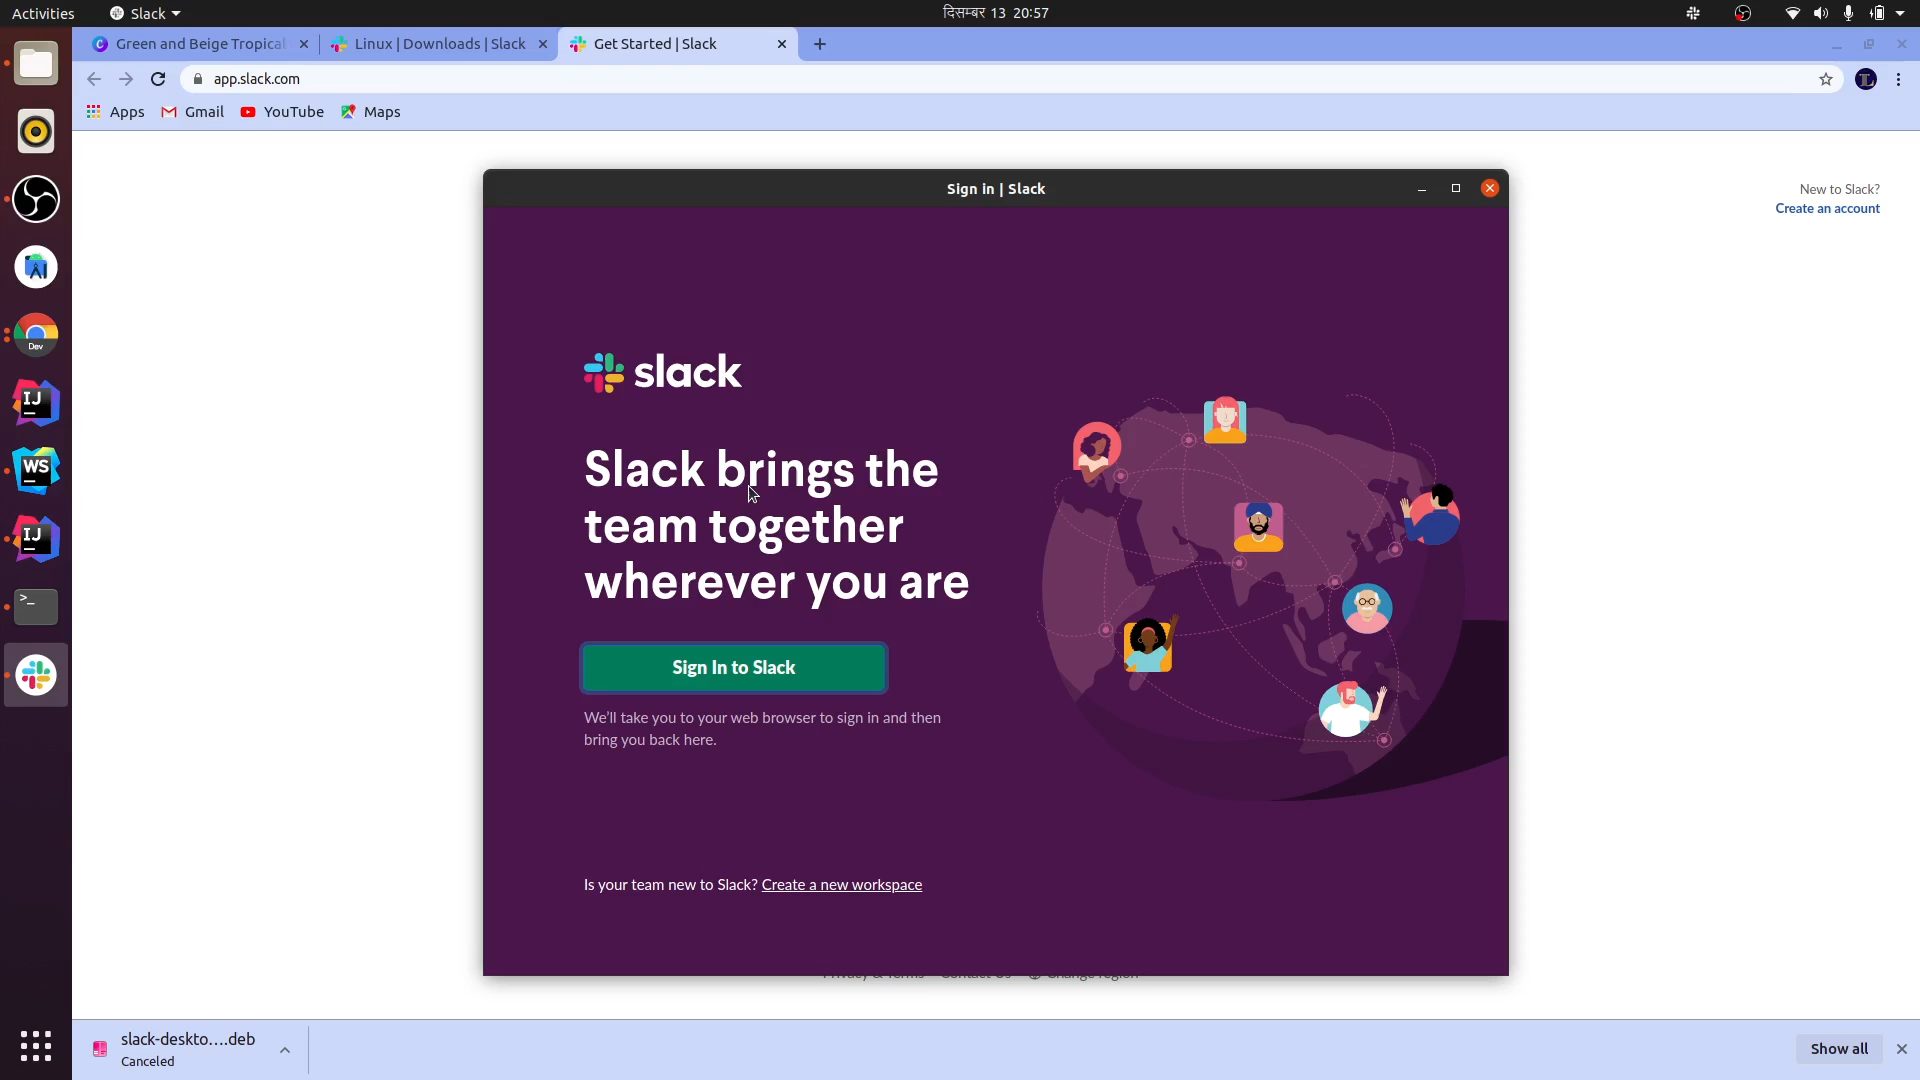 Activities
Slack
दिसम्बर 13 20:57
Green and Beige Tropical
Linux | Downloads | Slack
Get Started | Slack
app.slack.com
L
Apps
Gmail
YouTube
Maps
Sign in | Slack
New to Slack?
Create an account
slack
Slack brings the
team together
wherever you are
Sign In to Slack
We'll take you to your web browser to sign in and then
bring you back here.
Is your team new to Slack? Create a new workspace
Dev
IJ
WS
IJ
>_
slack-deskto....deb
Canceled
Show all